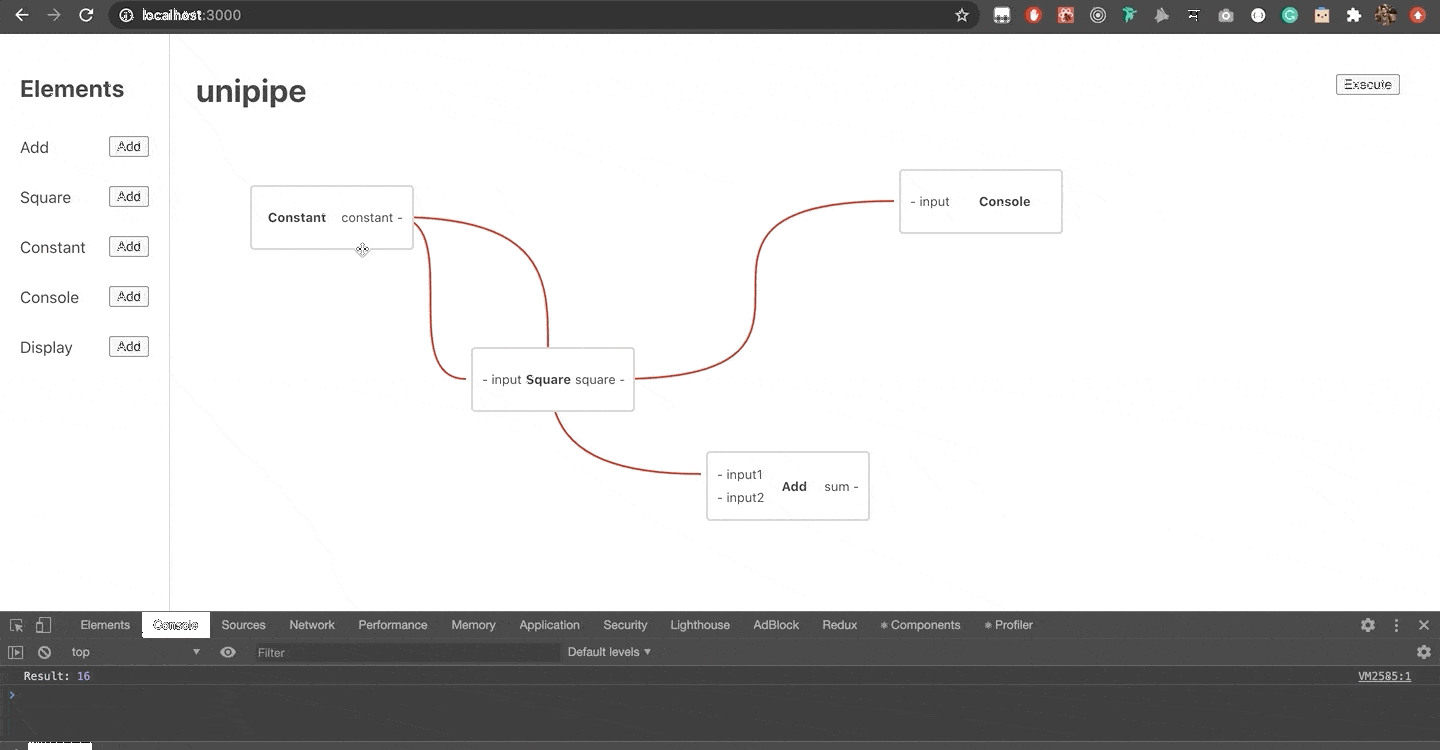 localhost:3000
Elements
unipipe
Execute
Add Add
Square Add
Constant Add
Console Add
Display Add
Constant constant -
- input Console
- input Square square -
- input1
- input2
Add sum -
Elements Console Sources Network Performance Memory Application Security Lighthouse AdBlock Redux Components Profiler
top Filter Default levels
Result: 16 VM2585:1